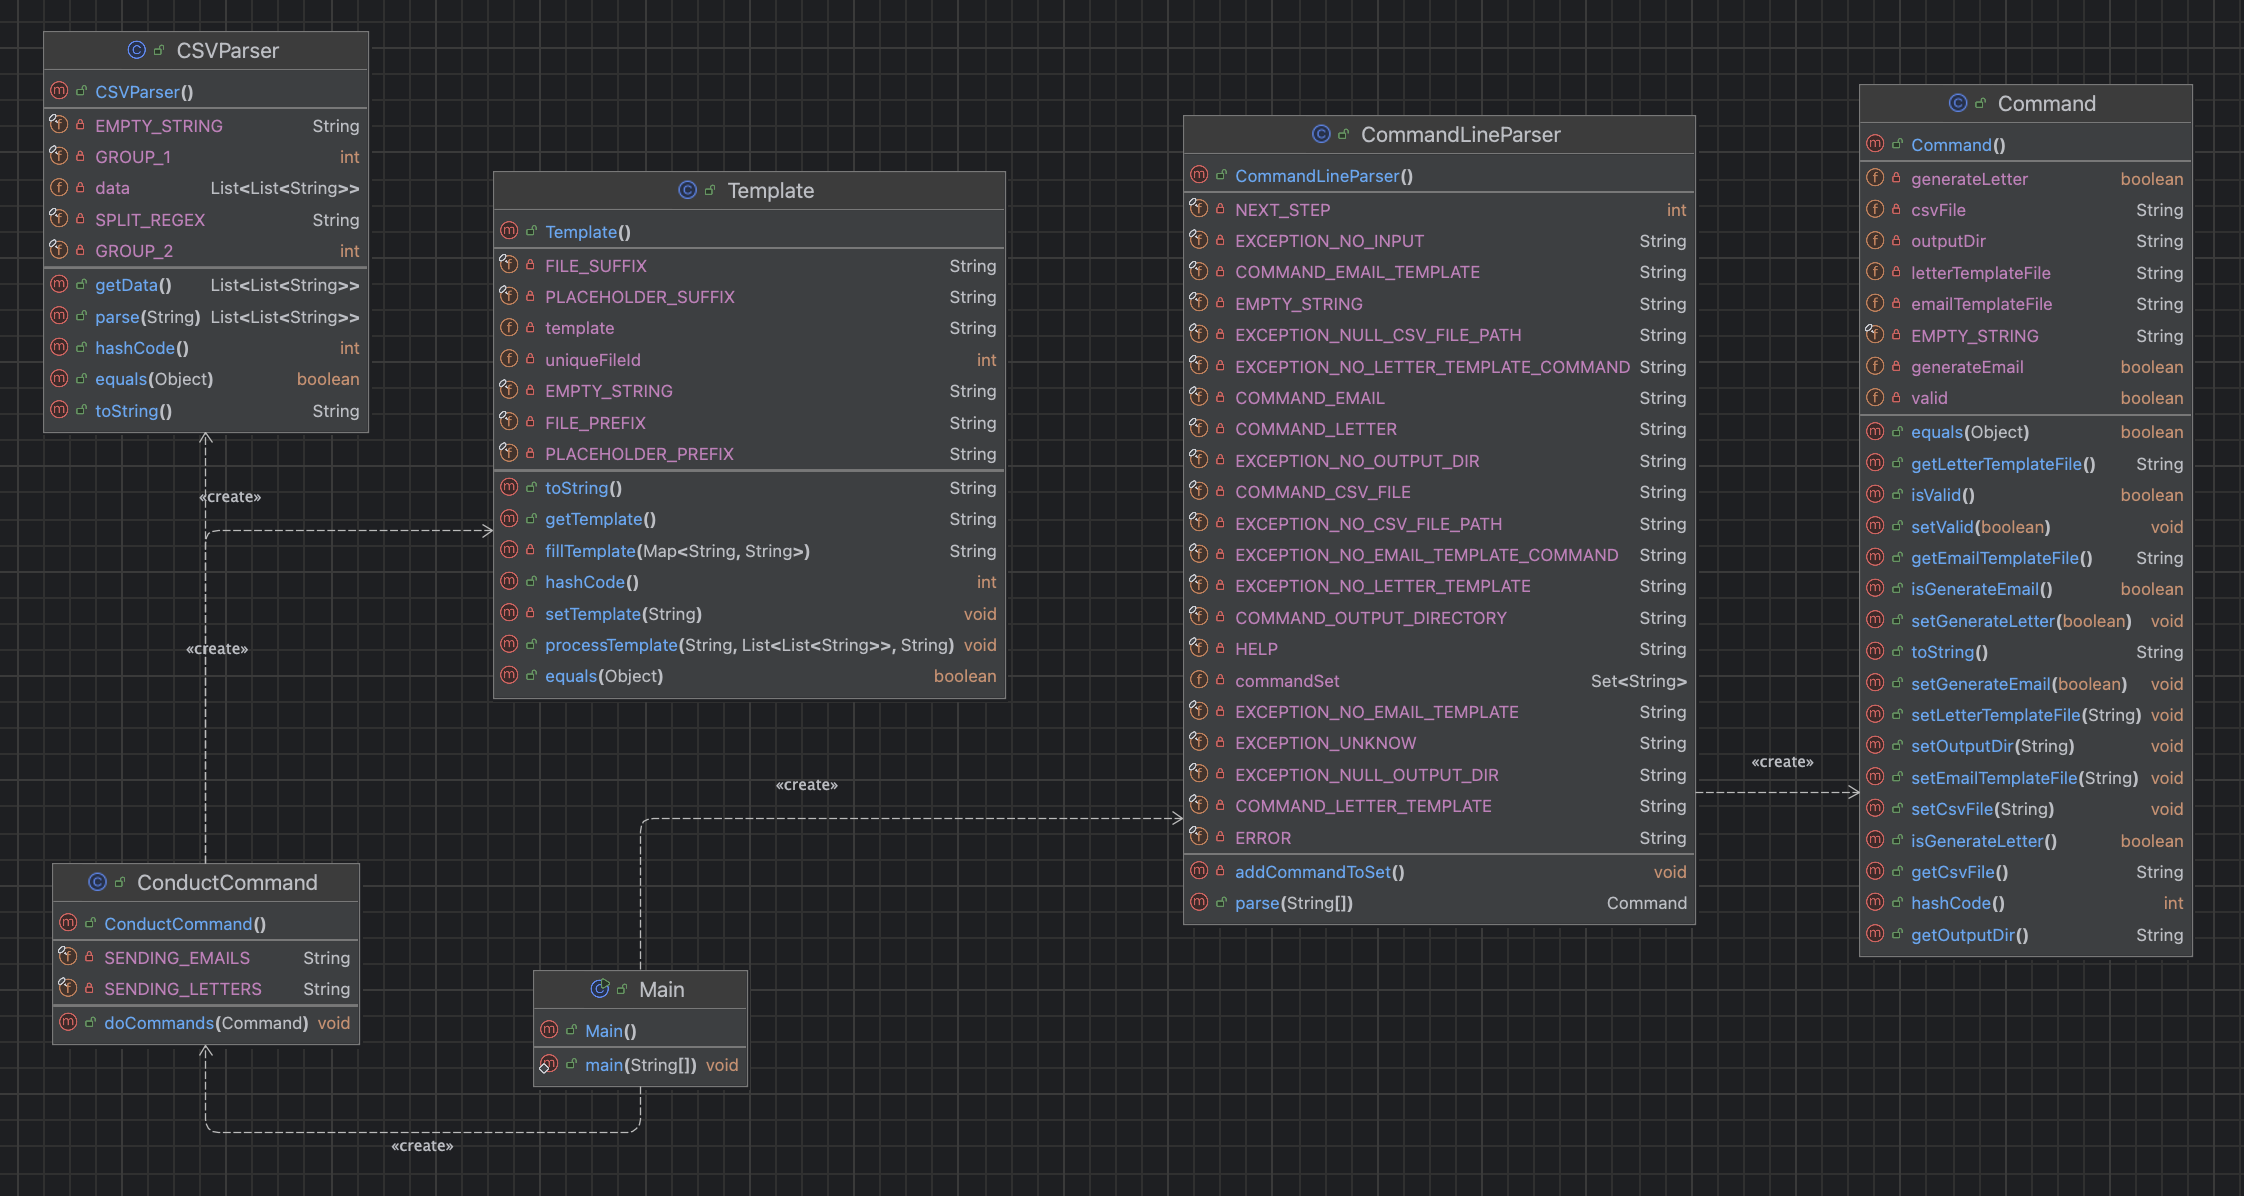 CSVParser
CSVParser()
EMPTY_STRING String
GROUP_1 int
data List<List<String>>
SPLIT_REGEX String
GROUP_2 int
getData() List<List<String>>
parse(String) List<List<String>>
hashCode() int
equals(Object) boolean
toString() String
«create»
«create»
Template
Template()
FILE_SUFFIX String
PLACEHOLDER_SUFFIX String
template String
uniqueFileId int
EMPTY_STRING String
FILE_PREFIX String
PLACEHOLDER_PREFIX String
toString() String
getTemplate() String
fillTemplate(Map<String, String>) String
hashCode() int
setTemplate(String) void
processTemplate(String, List<List<String>>, String) void
equals(Object) boolean
CommandLineParser
CommandLineParser()
NEXT_STEP int
EXCEPTION_NO_INPUT String
COMMAND_EMAIL_TEMPLATE String
EMPTY_STRING String
EXCEPTION_NULL_CSV_FILE_PATH String
EXCEPTION_NO_LETTER_TEMPLATE_COMMAND String
COMMAND_EMAIL String
COMMAND_LETTER String
EXCEPTION_NO_OUTPUT_DIR String
COMMAND_CSV_FILE String
EXCEPTION_NO_CSV_FILE_PATH String
EXCEPTION_NO_EMAIL_TEMPLATE_COMMAND String
EXCEPTION_NO_LETTER_TEMPLATE String
COMMAND_OUTPUT_DIRECTORY String
HELP String
commandSet Set<String>
EXCEPTION_NO_EMAIL_TEMPLATE String
EXCEPTION_UNKNOW String
EXCEPTION_NULL_OUTPUT_DIR String
COMMAND_LETTER_TEMPLATE String
ERROR String
addCommandToSet() void
parse(String[]) Command
«create»
«create»
Command
Command()
generateLetter boolean
csvFile String
outputDir String
letterTemplateFile String
emailTemplateFile String
EMPTY_STRING String
generateEmail boolean
valid boolean
equals(Object) boolean
getLetterTemplateFile() String
isValid() boolean
setValid(boolean) void
getEmailTemplateFile() String
isGenerateEmail() boolean
setGenerateLetter(boolean) void
toString() String
setGenerateEmail(boolean) void
setLetterTemplateFile(String) void
setOutputDir(String) void
setEmailTemplateFile(String) void
setCsvFile(String) void
isGenerateLetter() boolean
getCsvFile() String
hashCode() int
getOutputDir() String
ConductCommand
ConductCommand()
SENDING_EMAILS String
SENDING_LETTERS String
doCommands(Command) void
Main
Main()
main(String[]) void
«create»